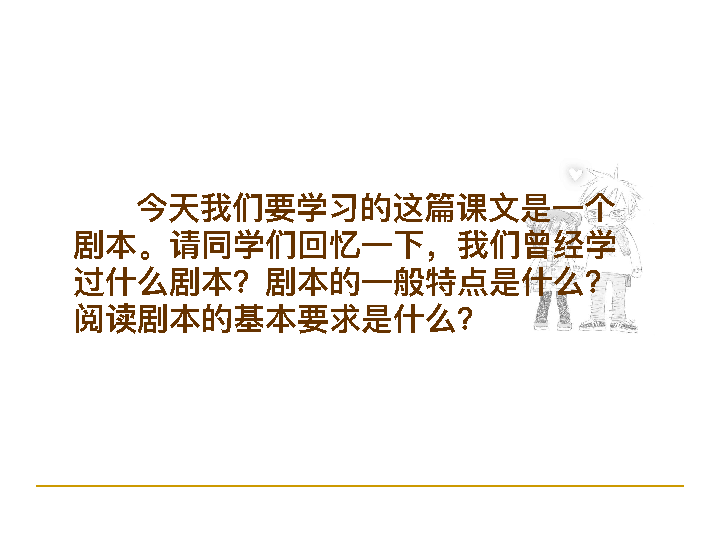 今天我们要学习的这篇课文是一个
剧本。请同学们回忆一下，我们曾经学
过什么剧本？剧本的一般特点是什么？
阅读剧本的基本要求是什么？